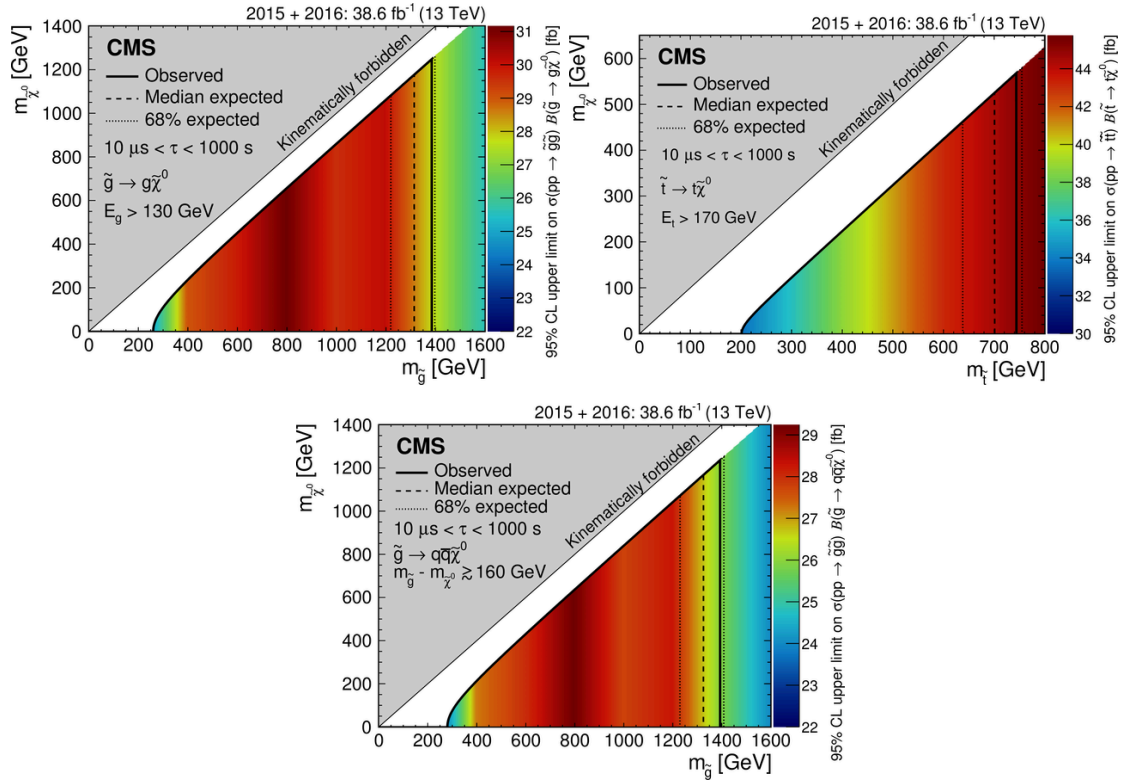 2015 + 2016: 38.6 fb⁻¹ (13 TeV)
CMS
Observed
Median expected
68% expected
10 μs < τ < 1000 s
g̃ → gχ̃⁰
E_g > 130 GeV
Kinematically forbidden
m_χ̃⁰ [GeV]
1400
1200
1000
800
600
400
200
0
0 200 400 600 800 1000 1200 1400 1600
m_g̃ [GeV]
31
30
29
28
27
26
25
24
23
22
95% CL upper limit on σ(pp → g̃g̃) B(g̃ → gχ̃⁰) [fb]
2015 + 2016: 38.6 fb⁻¹ (13 TeV)
CMS
Observed
Median expected
68% expected
10 μs < τ < 1000 s
t̃ → tχ̃⁰
E_t > 170 GeV
Kinematically forbidden
m_χ̃⁰ [GeV]
600
500
400
300
200
100
0
0 100 200 300 400 500 600 700 800
m_t̃ [GeV]
44
42
40
38
36
34
32
30
95% CL upper limit on σ(pp → t̃t̃) B(t̃ → tχ̃⁰) [fb]
2015 + 2016: 38.6 fb⁻¹ (13 TeV)
CMS
Observed
Median expected
68% expected
10 μs < τ < 1000 s
g̃ → qq̅χ̃⁰
m_g̃ - m_χ̃⁰ ≳ 160 GeV
Kinematically forbidden
m_χ̃⁰ [GeV]
1400
1200
1000
800
600
400
200
0
0 200 400 600 800 1000 1200 1400 1600
m_g̃ [GeV]
29
28
27
26
25
24
23
22
95% CL upper limit on σ(pp → g̃g̃) B(g̃ → qq̅χ̃⁰) [fb]